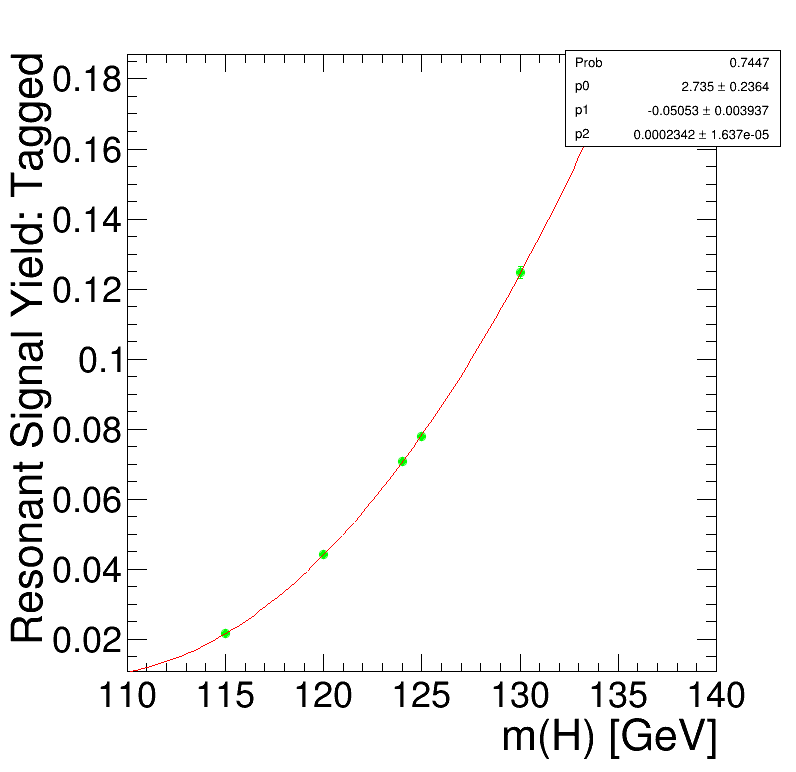 Prob 0.7447
p0 2.735 ± 0.2364
p1 -0.05053 ± 0.003937
p2 0.0002342 ± 1.637e-05
Resonant Signal Yield: Tagged
0.18
0.16
0.14
0.12
0.1
0.08
0.06
0.04
0.02
110 115 120 125 130 135 140
m(H) [GeV]